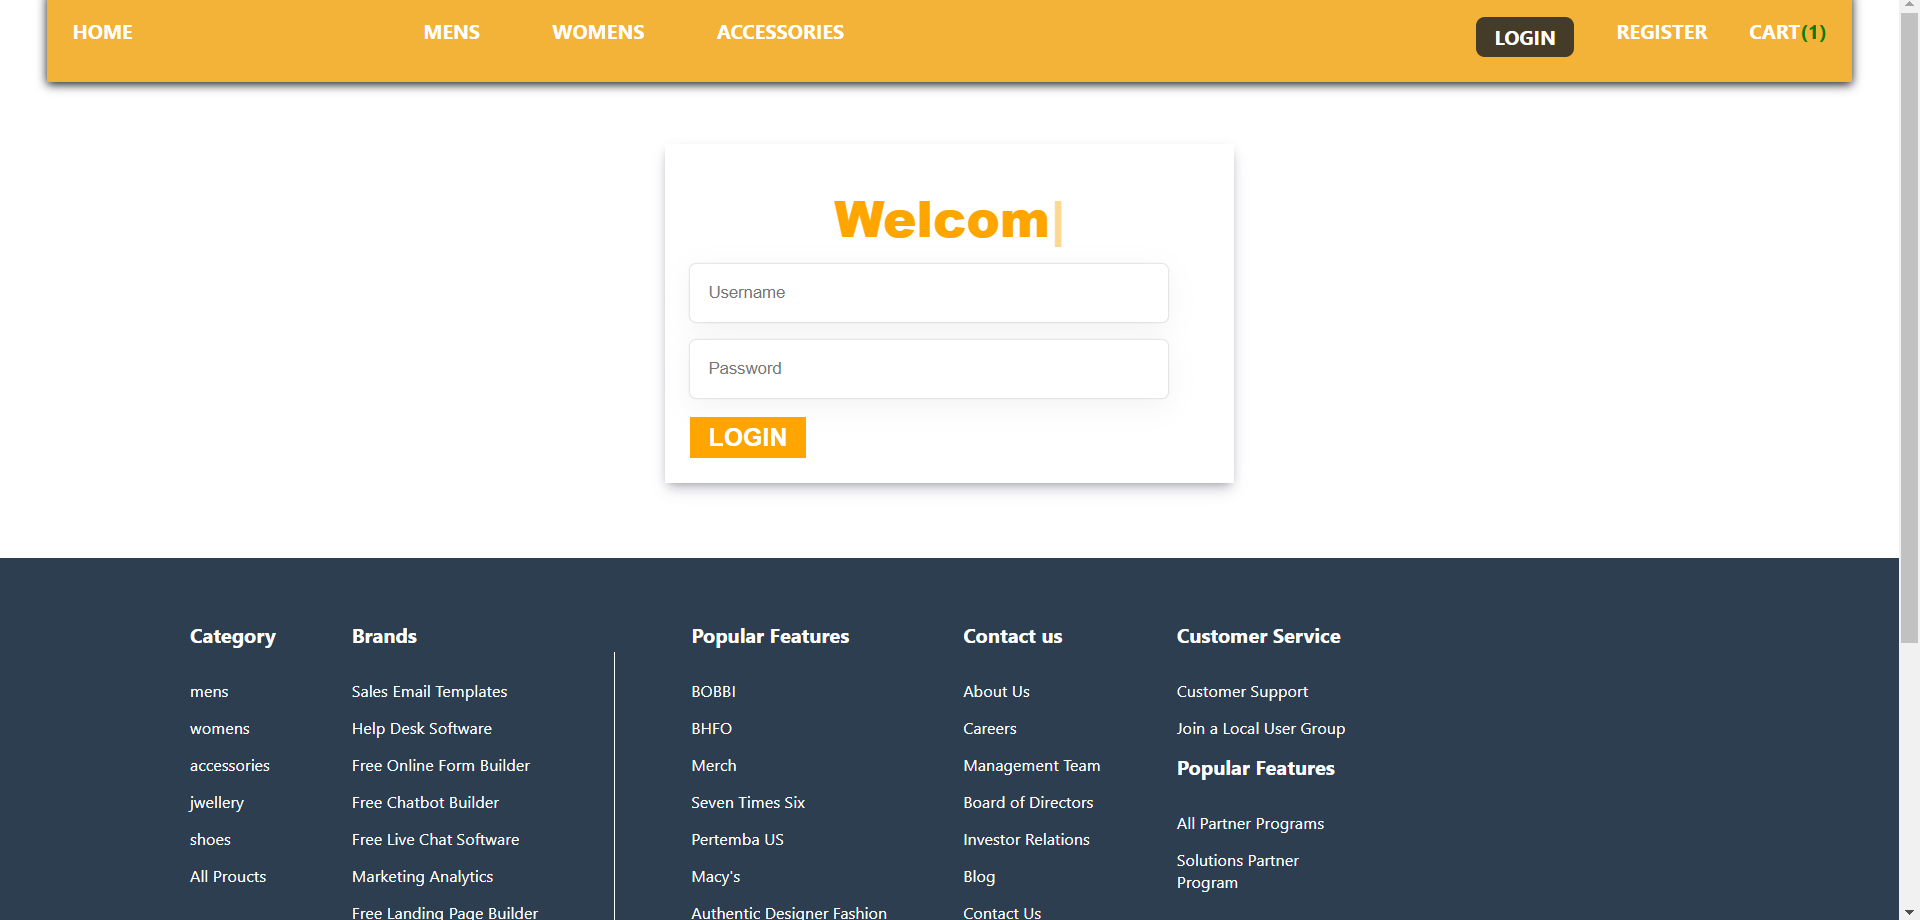 HOME MENS WOMENS ACCESSORIES LOGIN REGISTER CART(1)
Welcom
Username
Password
LOGIN
Category
mens
womens
accessories
jwellery
shoes
All Proucts
Brands
Sales Email Templates
Help Desk Software
Free Online Form Builder
Free Chatbot Builder
Free Live Chat Software
Marketing Analytics
Free Landing Page Builder
Popular Features
BOBBI
BHFO
Merch
Seven Times Six
Pertemba US
Macy's
Authentic Designer Fashion
Contact us
About Us
Careers
Management Team
Board of Directors
Investor Relations
Blog
Contact Us
Customer Service
Customer Support
Join a Local User Group
Popular Features
All Partner Programs
Solutions Partner
Program